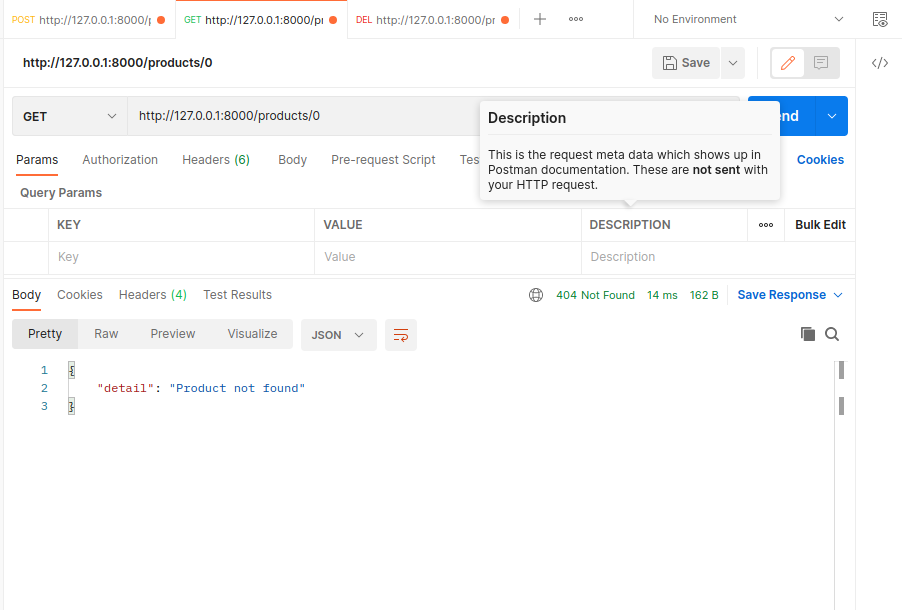 POST http://127.0.0.1:8000/p
GET http://127.0.0.1:8000/pr
DEL http://127.0.0.1:8000/pr
No Environment
http://127.0.0.1:8000/products/0
Save
GET http://127.0.0.1:8000/products/0
nd
Description
This is the request meta data which shows up in
Postman documentation. These are not sent with
your HTTP request.
Params Authorization Headers (6) Body Pre-request Script Tes
Cookies
Query Params
KEY VALUE DESCRIPTION Bulk Edit
Key Value Description
Body Cookies Headers (4) Test Results 404 Not Found 14 ms 162 B Save Response
Pretty Raw Preview Visualize JSON
1 {
2 "detail": "Product not found"
3 }